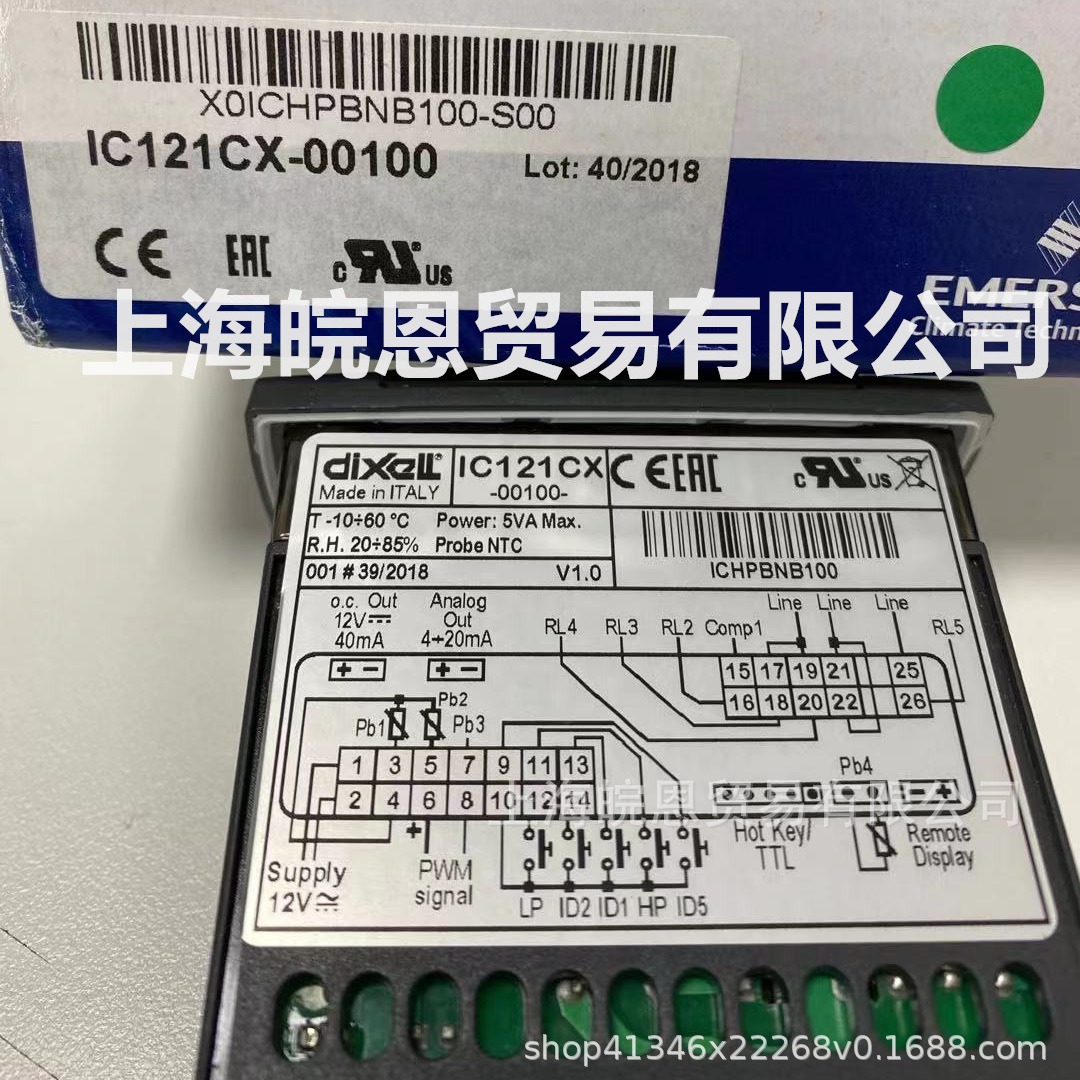 X0ICHPBNB100-S00
IC121CX-00100 Lot: 40/2018
CE EAC c RU US
EMERS
Climate Techn
上海皖恩贸易有限公司
dixell® IC121CX CE EAC c RU US
Made in ITALY -00100-
T -10÷60 °C Power: 5VA Max.
R.H. 20÷85% Probe NTC
001 # 39/2018 V1.0
ICHPBNB100
o.c. Out Analog
12V Out
40mA 4÷20mA
Line Line Line
RL4 RL3 RL2 Comp1 RL5
+ - + -
15 17 19 21 25
16 18 20 22 26
Pb1 Pb2 Pb3
1 3 5 7 9 11 13
2 4 6 8 10 12 14
Pb4
+
上海皖恩贸易有限公司
+
Supply
12V
PWM
signal
LP ID2 ID1 HP ID5
Hot Key/
TTL
Remote
Display
shop41346x22268v0.1688.com